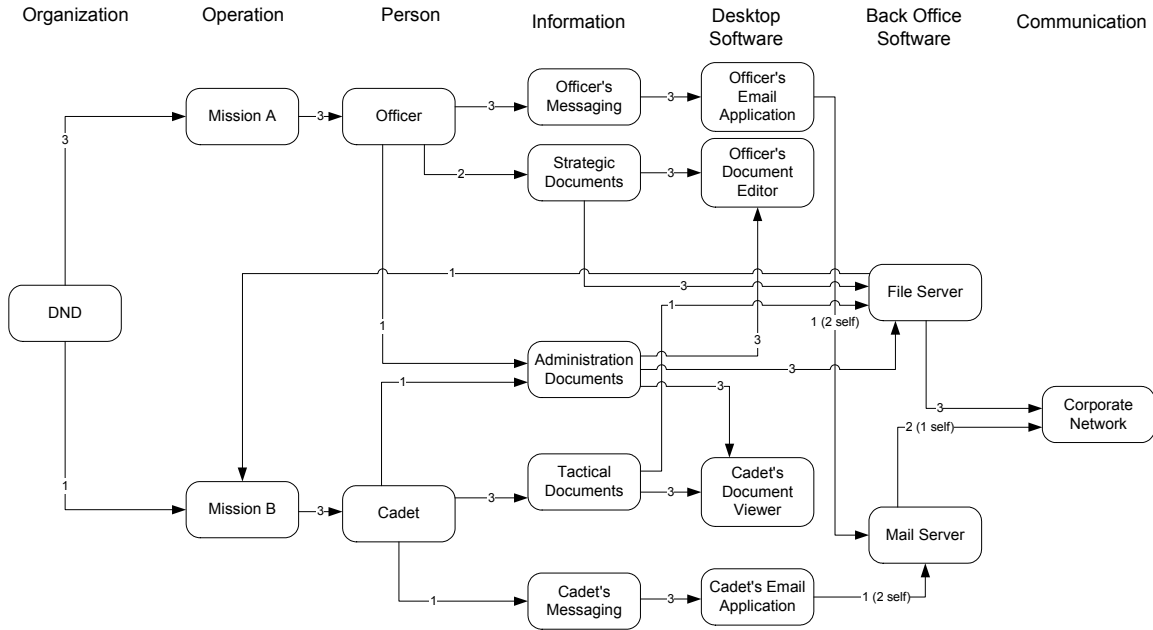 Organization
Operation
Person
Information
Desktop
Software
Back Office
Software
Communication
Mission A
3
Officer
3
Officer's
Messaging
3
Officer's
Email
Application
3
2
Strategic
Documents
3
Officer's
Document
Editor
1
File Server
DND
3
1
1 (2 self)
1
3
Administration
Documents
3
3
1
3
Corporate
Network
2 (1 self)
1
Mission B
3
Cadet
3
Tactical
Documents
3
Cadet's
Document
Viewer
Mail Server
1
Cadet's
Messaging
3
Cadet's Email
Application
1 (2 self)